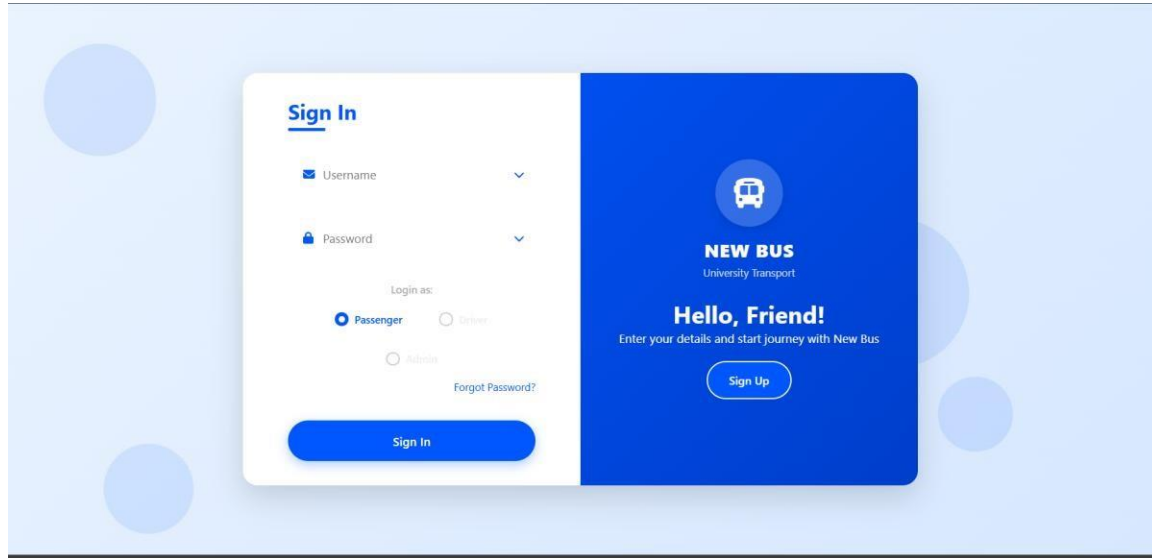 Sign In
Username
Password
Login as:
Passenger
Driver
Admin
Forgot Password?
Sign In
NEW BUS
University Transport
Hello, Friend!
Enter your details and start journey with New Bus
Sign Up